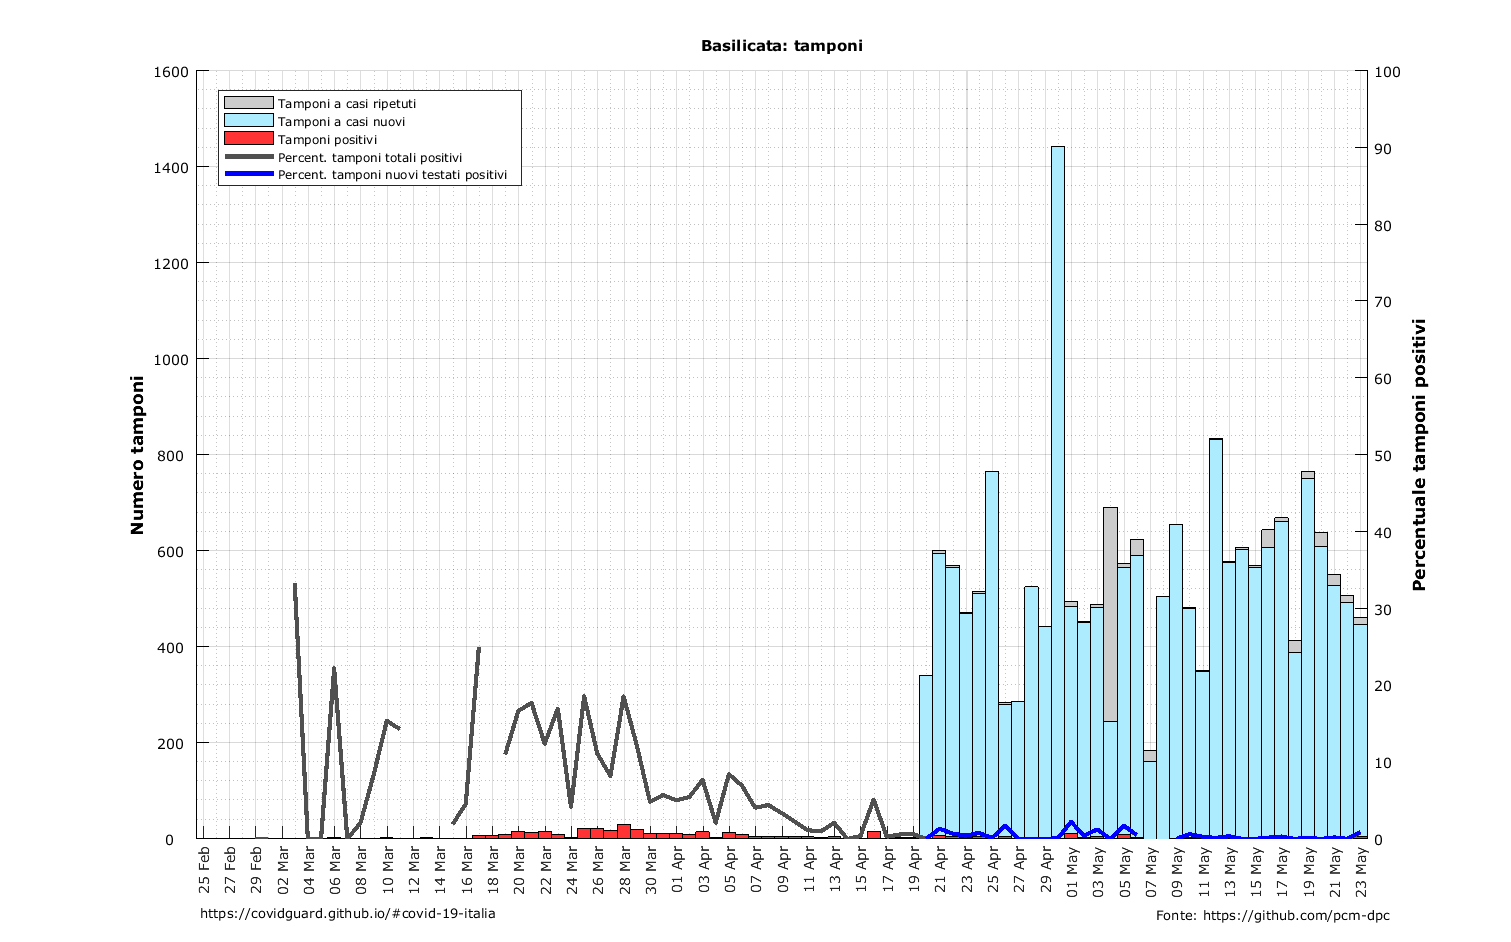 Basilicata: tamponi
1600
1400
1200
1000
800
600
400
200
0
100
90
80
70
60
50
40
30
20
10
0
Tamponi a casi ripetuti
Tamponi a casi nuovi
Tamponi positivi
Percent. tamponi totali positivi
Percent. tamponi nuovi testati positivi
Numero tamponi
Percentuale tamponi positivi
25 Feb
27 Feb
29 Feb
02 Mar
04 Mar
06 Mar
08 Mar
10 Mar
12 Mar
14 Mar
16 Mar
18 Mar
20 Mar
22 Mar
24 Mar
26 Mar
28 Mar
30 Mar
01 Apr
03 Apr
05 Apr
07 Apr
09 Apr
11 Apr
13 Apr
15 Apr
17 Apr
19 Apr
21 Apr
23 Apr
25 Apr
27 Apr
29 Apr
01 May
03 May
05 May
07 May
09 May
11 May
13 May
15 May
17 May
19 May
21 May
23 May
https://covidguard.github.io/#covid-19-italia
Fonte: https://github.com/pcm-dpc